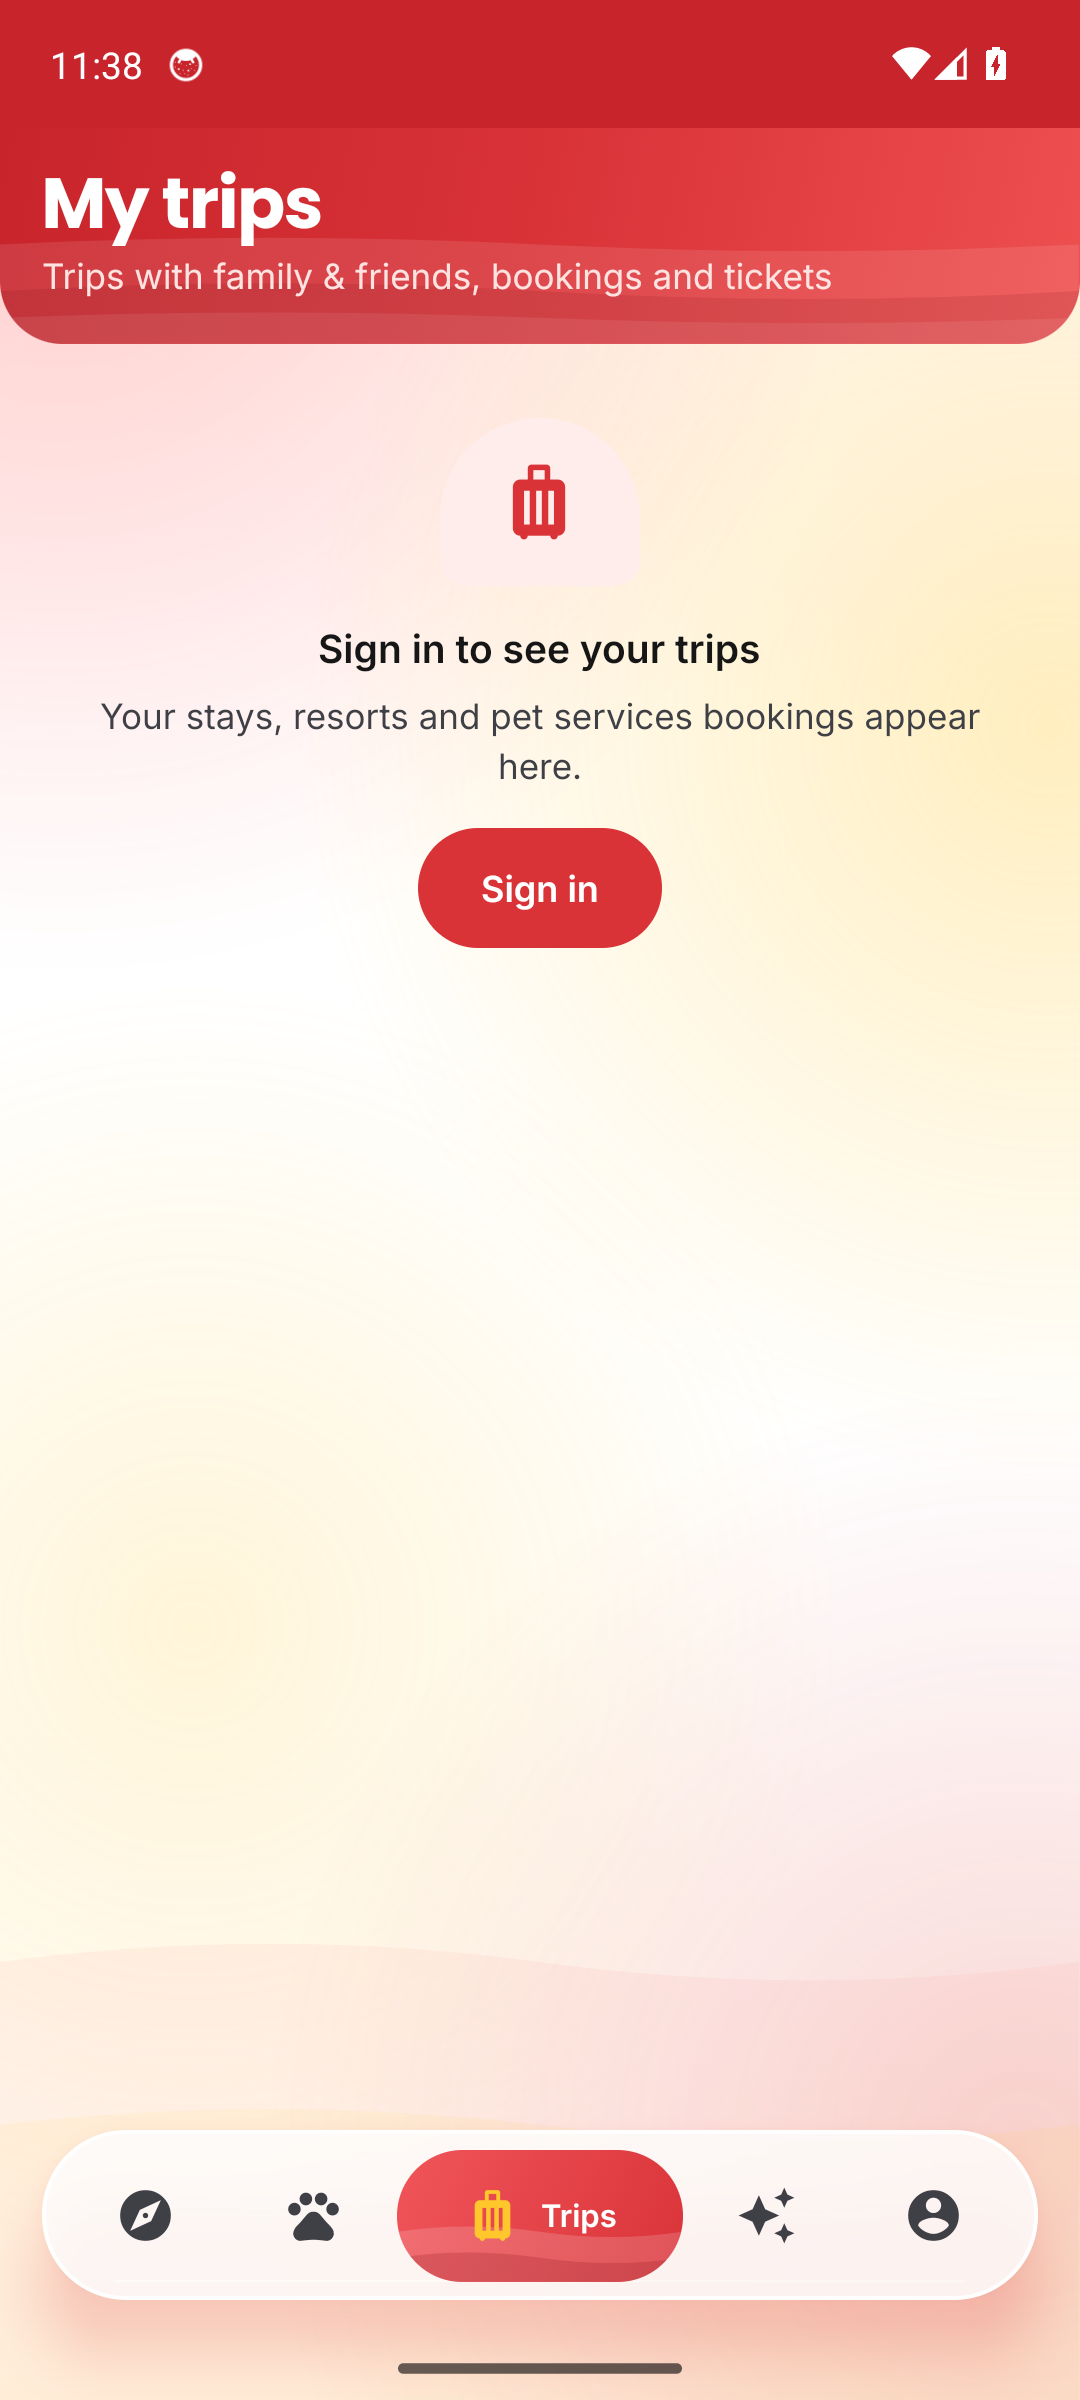 11:38
My trips
Trips with family & friends, bookings and tickets
Sign in to see your trips
Your stays, resorts and pet services bookings appear
here.
Sign in
Trips